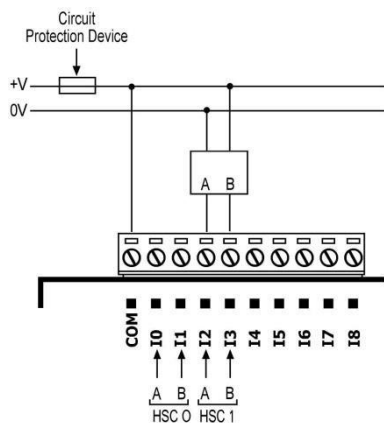 Circuit
Protection Device
+V
0V
A B
COM I0 I1 I2 I3 I4 I5 I6 I7 I8
A B A B
HSC 0 HSC 1